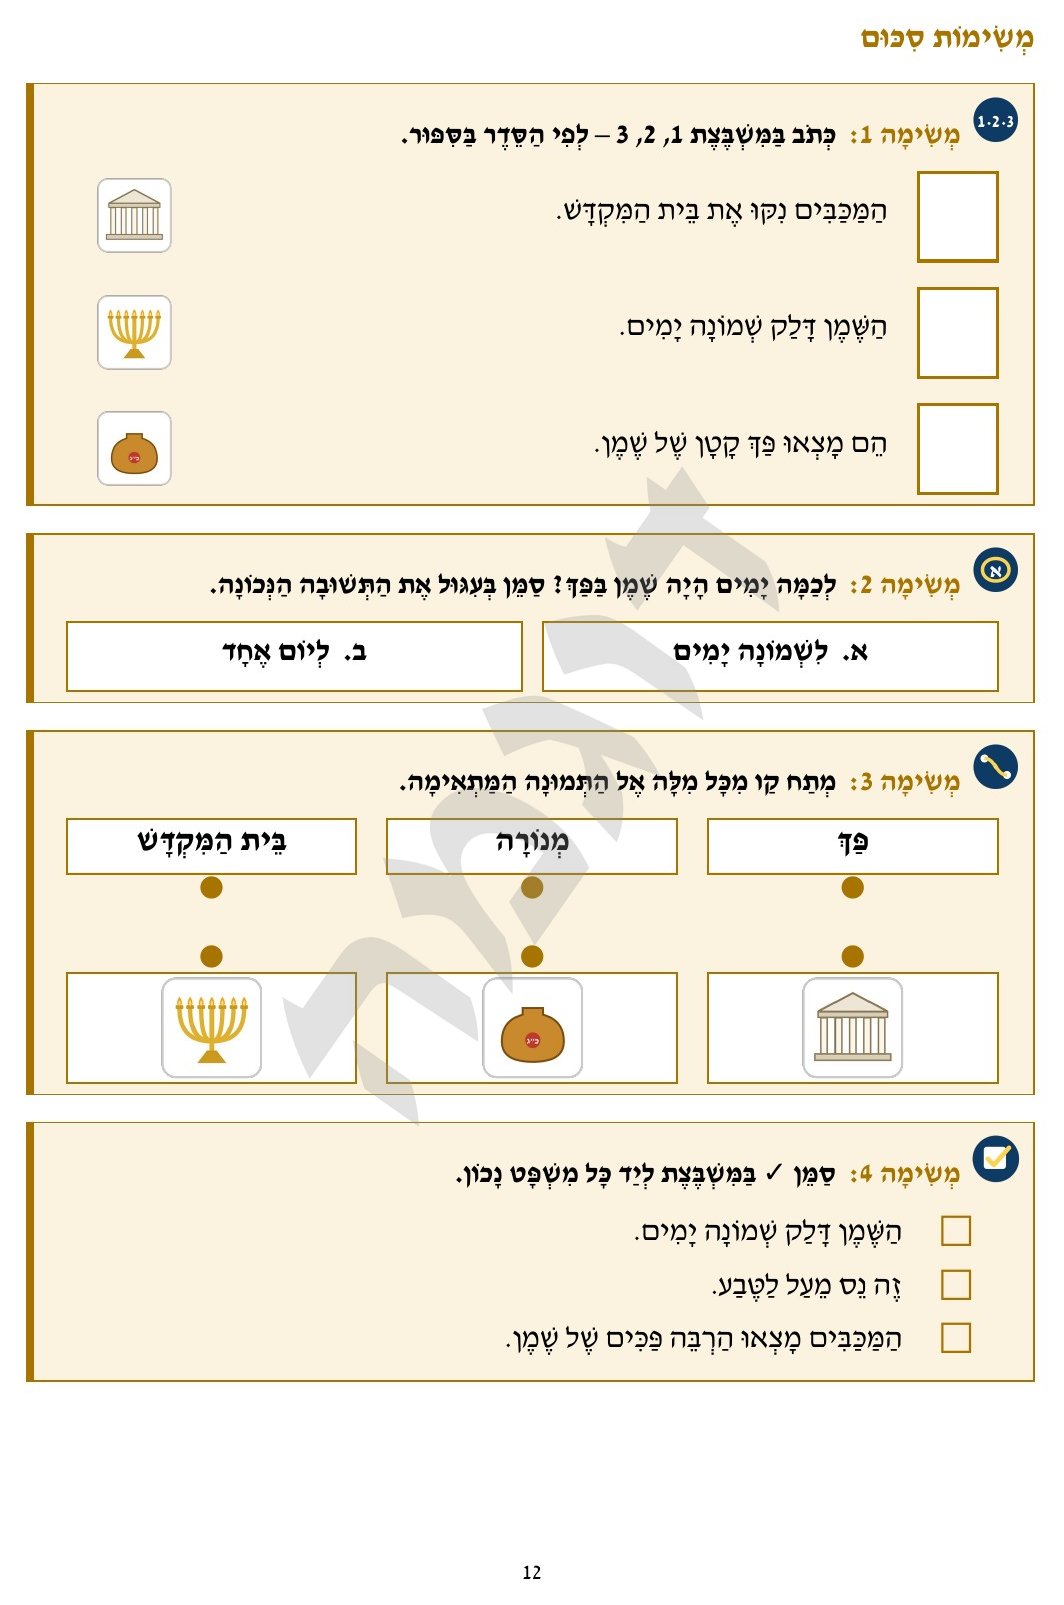 מְשִׂימוֹת סִכּוּם
1·2·3
מְשִׂימָה 1: כְּתֹב בַּמִּשְׁבֶּצֶת 1, 2, 3 – לְפִי הַסֵּדֶר בַּסִּפּוּר.
הַמַּכַּבִּים נִקּוּ אֶת בֵּית הַמִּקְדָּשׁ.
הַשֶּׁמֶן דָּלַק שְׁמוֹנָה יָמִים.
הֵם מָצְאוּ פַּךְ קָטָן שֶׁל שֶׁמֶן.
א
מְשִׂימָה 2: לְכַמָּה יָמִים הָיָה שֶׁמֶן בַּפַּךְ? סַמֵּן בְּעִגּוּל אֶת הַתְּשׁוּבָה הַנְּכוֹנָה.
א. לִשְׁמוֹנָה יָמִים
ב. לְיוֹם אֶחָד
מְשִׂימָה 3: מְתַח קַו מִכָּל מִלָּה אֶל הַתְּמוּנָה הַמַּתְאִימָה.
פַּךְ
מְנוֹרָה
בֵּית הַמִּקְדָּשׁ
מְשִׂימָה 4: סַמֵּן ✓ בַּמִּשְׁבֶּצֶת לְיַד כָּל מִשְׁפָּט נָכוֹן.
הַשֶּׁמֶן דָּלַק שְׁמוֹנָה יָמִים.
זֶה נֵס מֵעַל לַטֶּבַע.
הַמַּכַּבִּים מָצְאוּ הַרְבֵּה פַּכִּים שֶׁל שֶׁמֶן.
דוגמה
12